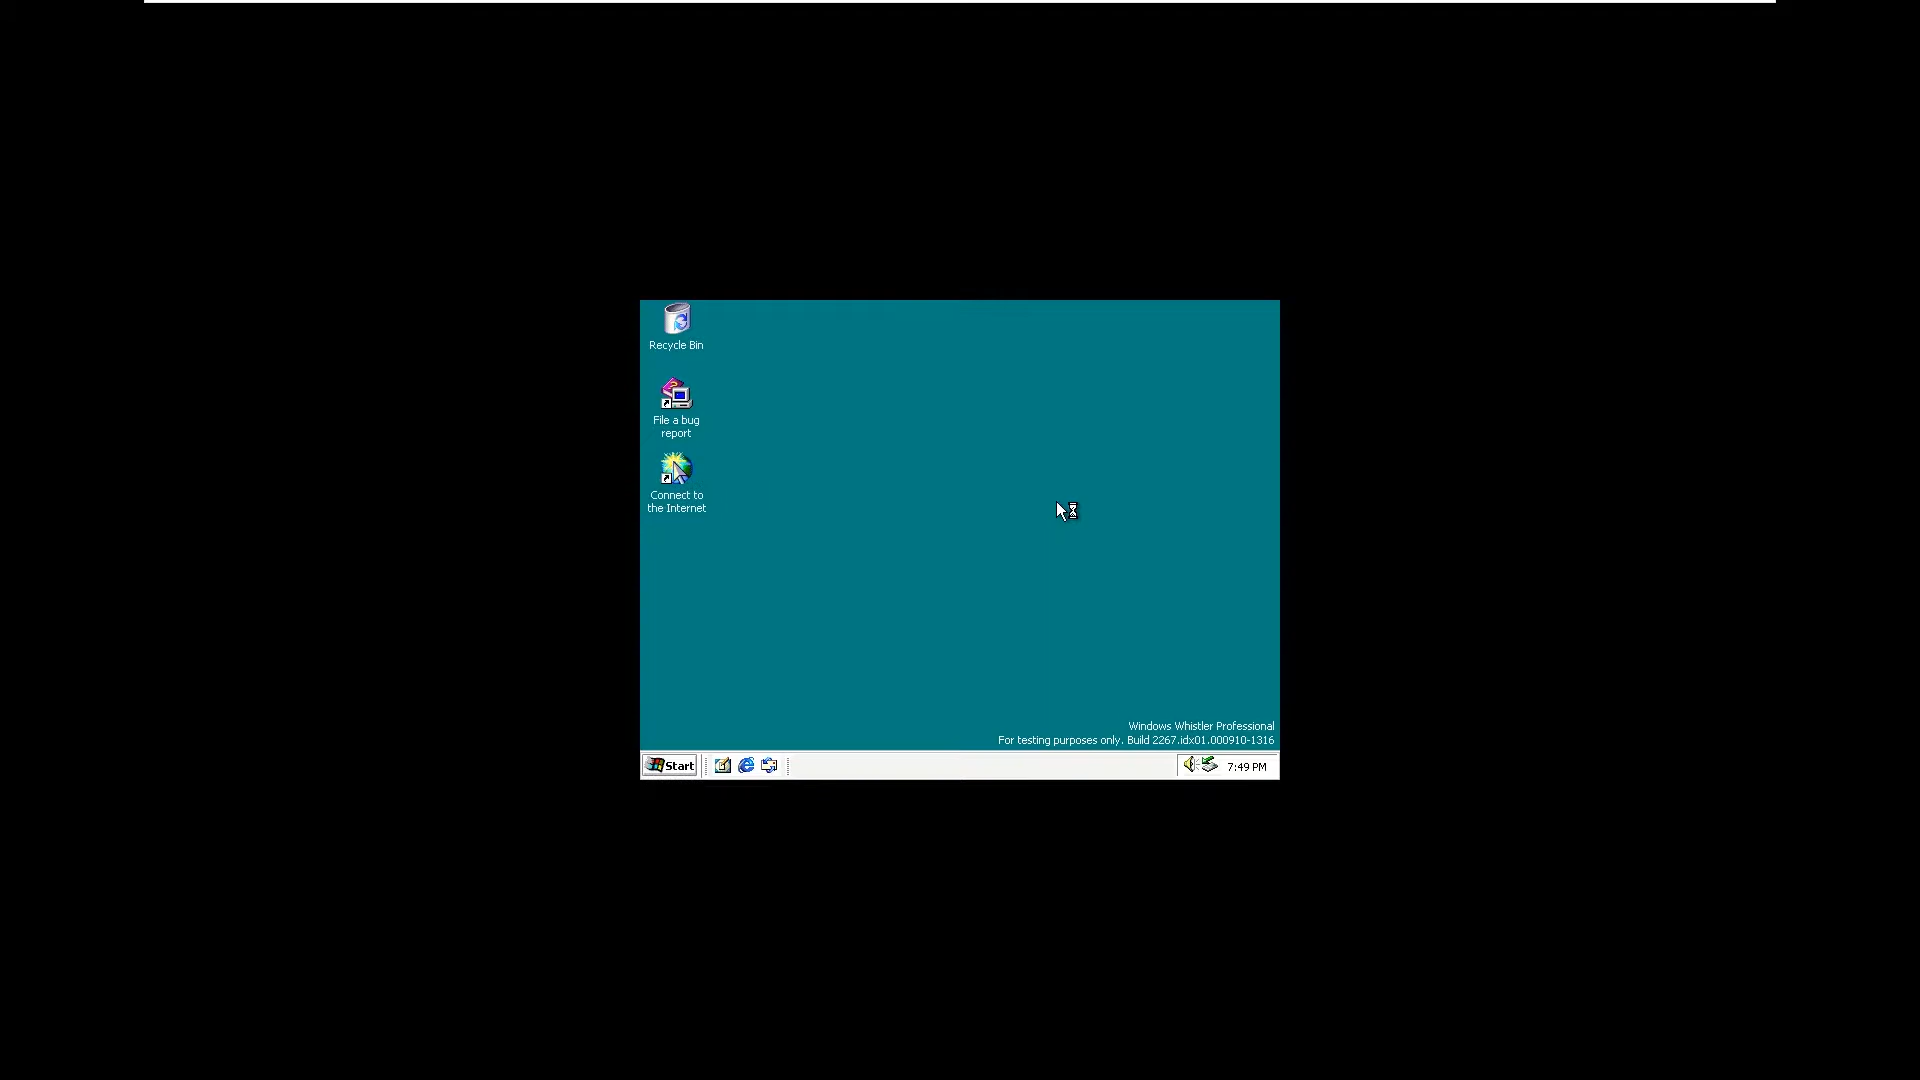 Recycle Bin
File a bug
report
Connect to
the Internet
Windows Whistler Professional
For testing purposes only. Build 2267.idx01.000910-1316
Start
7:49 PM